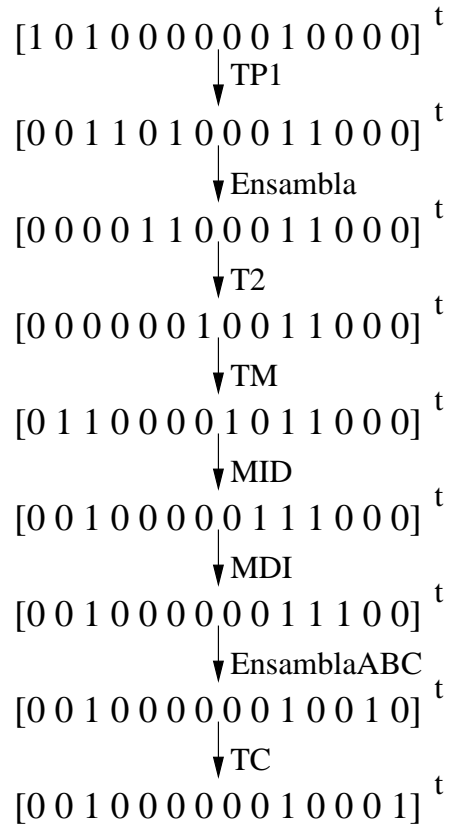 [1 0 1 0 0 0 0 0 0 1 0 0 0 0] t
TP1
[0 0 1 1 0 1 0 0 0 1 1 0 0 0] t
Ensambla
[0 0 0 0 1 1 0 0 0 1 1 0 0 0] t
T2
[0 0 0 0 0 0 1 0 0 1 1 0 0 0] t
TM
[0 1 1 0 0 0 0 1 0 1 1 0 0 0] t
MID
[0 0 1 0 0 0 0 0 1 1 1 0 0 0] t
MDI
[0 0 1 0 0 0 0 0 0 1 1 1 0 0] t
EnsamblaABC
[0 0 1 0 0 0 0 0 0 1 0 0 1 0] t
TC
[0 0 1 0 0 0 0 0 0 1 0 0 0 1] t